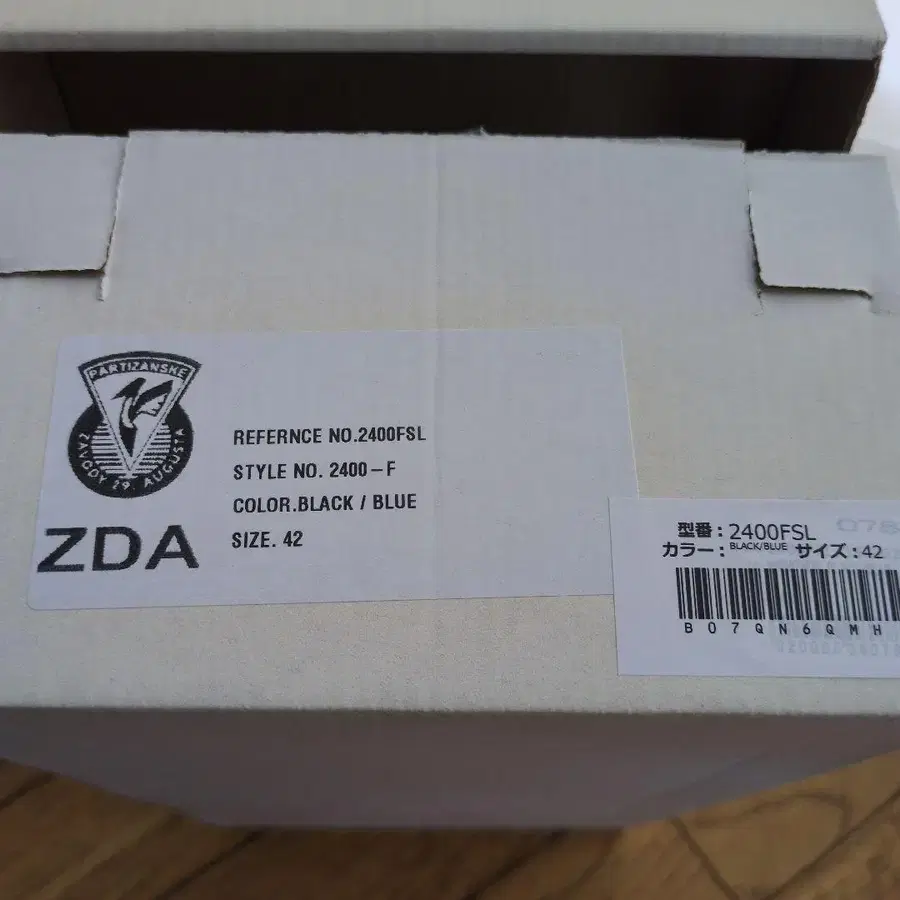 PARTIZANSKE
ZAVODY 29. AUGUSTA
ZDA
REFERNCE NO.2400FSL
STYLE NO. 2400-F
COLOR.BLACK / BLUE
SIZE. 42
型番:2400FSL
カラー:BLACK/BLUE サイズ:42
B07QN6QMH
078